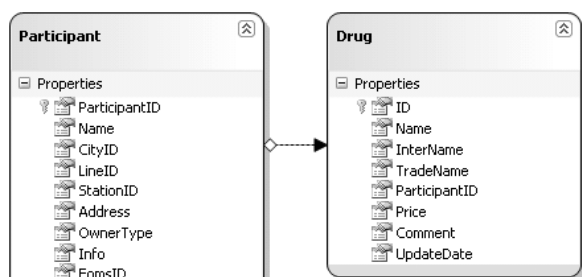 Participant
Properties
ParticipantID
Name
CityID
LineID
StationID
Address
OwnerType
Info
FomsID
Drug
Properties
ID
Name
InterName
TradeName
ParticipantID
Price
Comment
UpdateDate